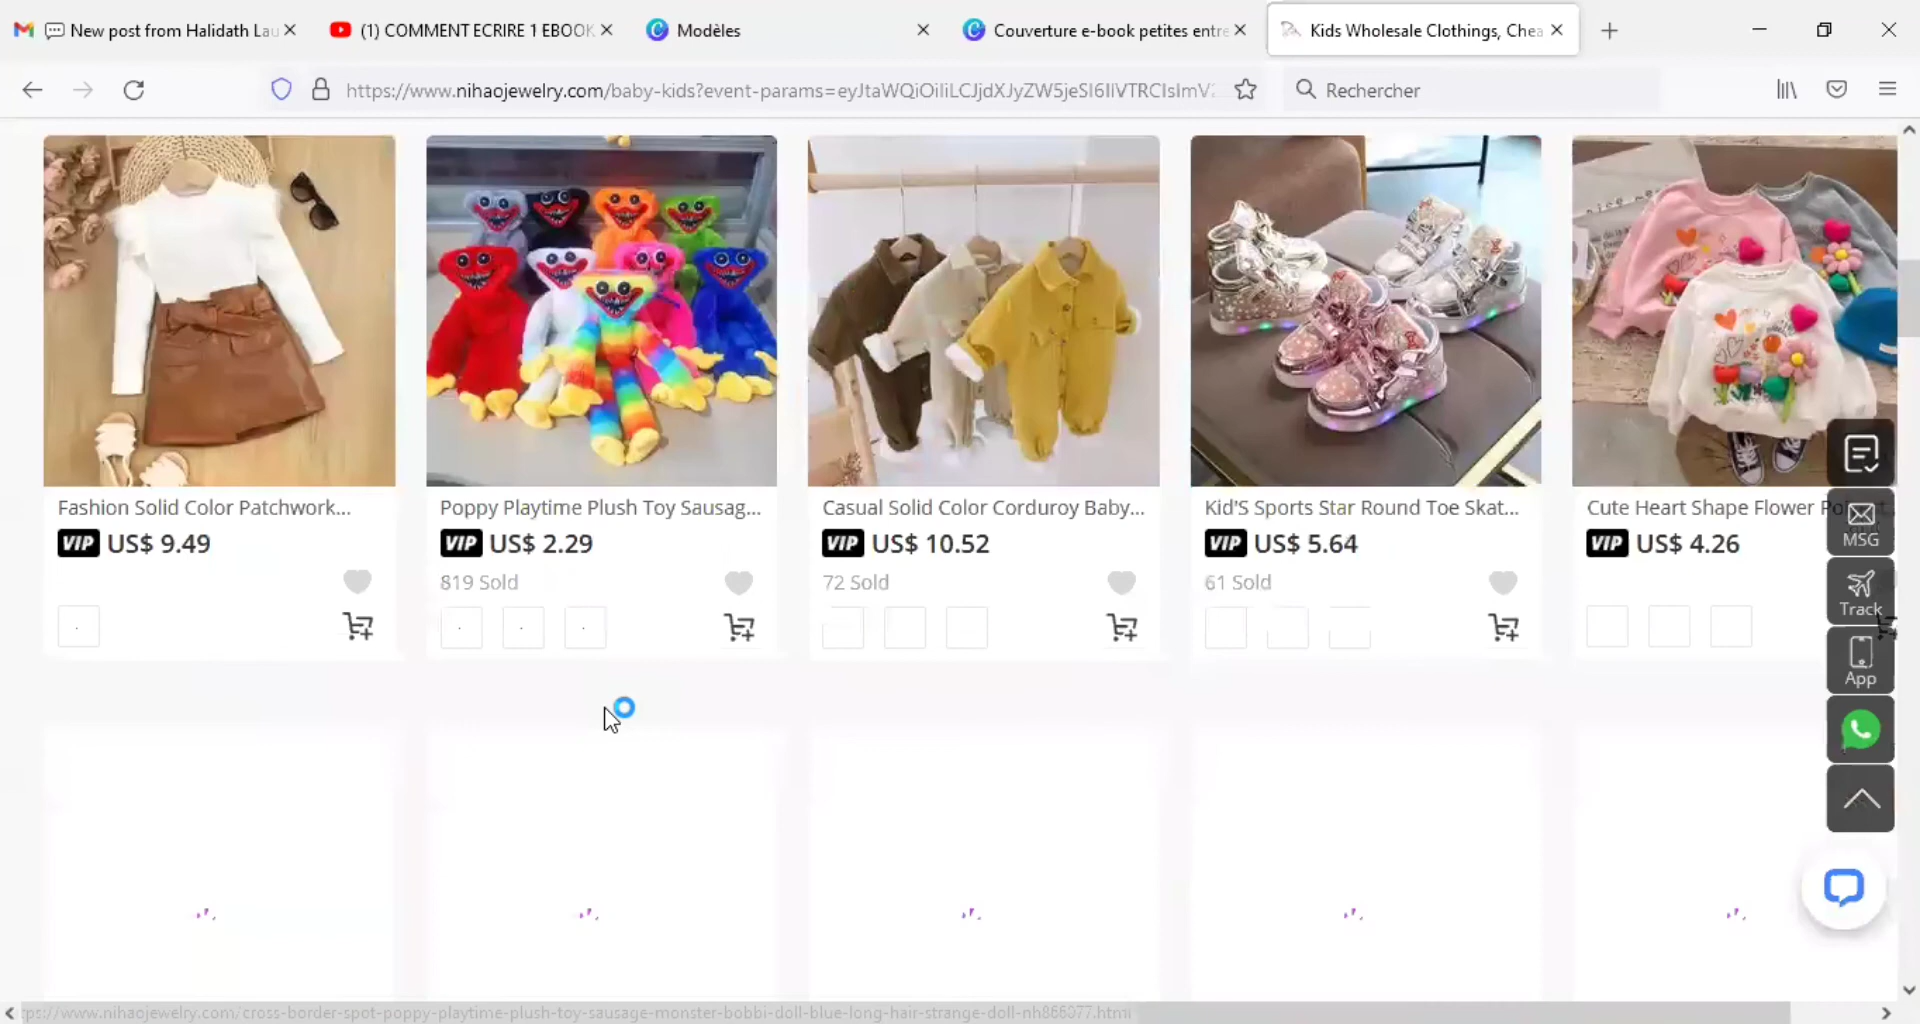 New post from Halidath Lau
(1) COMMENT ECRIRE 1 EBOOK
Modèles
Couverture e-book petites entre
Kids Wholesale Clothings, Chea
https://www.nihaojewelry.com/baby-kids?event-params=
Rechercher
Fashion Solid Color Patchwork...
Poppy Playtime Plush Toy Sausag...
Casual Solid Color Corduroy Baby...
Kid'S Sports Star Round Toe Skat...
Cute Heart Shape Flower
VIP US$ 9.49
VIP US$ 2.29
VIP US$ 10.52
VIP US$ 5.64
VIP US$ 4.26
819 Sold
72 Sold
61 Sold
MSG
Track
App
ps://www.nihaojewelry.com/cross-border-spot-poppy-playtime-plush-toy-sausage-monster-bobbi-doll-blue-long-hair-strange-doll-nh866077.html